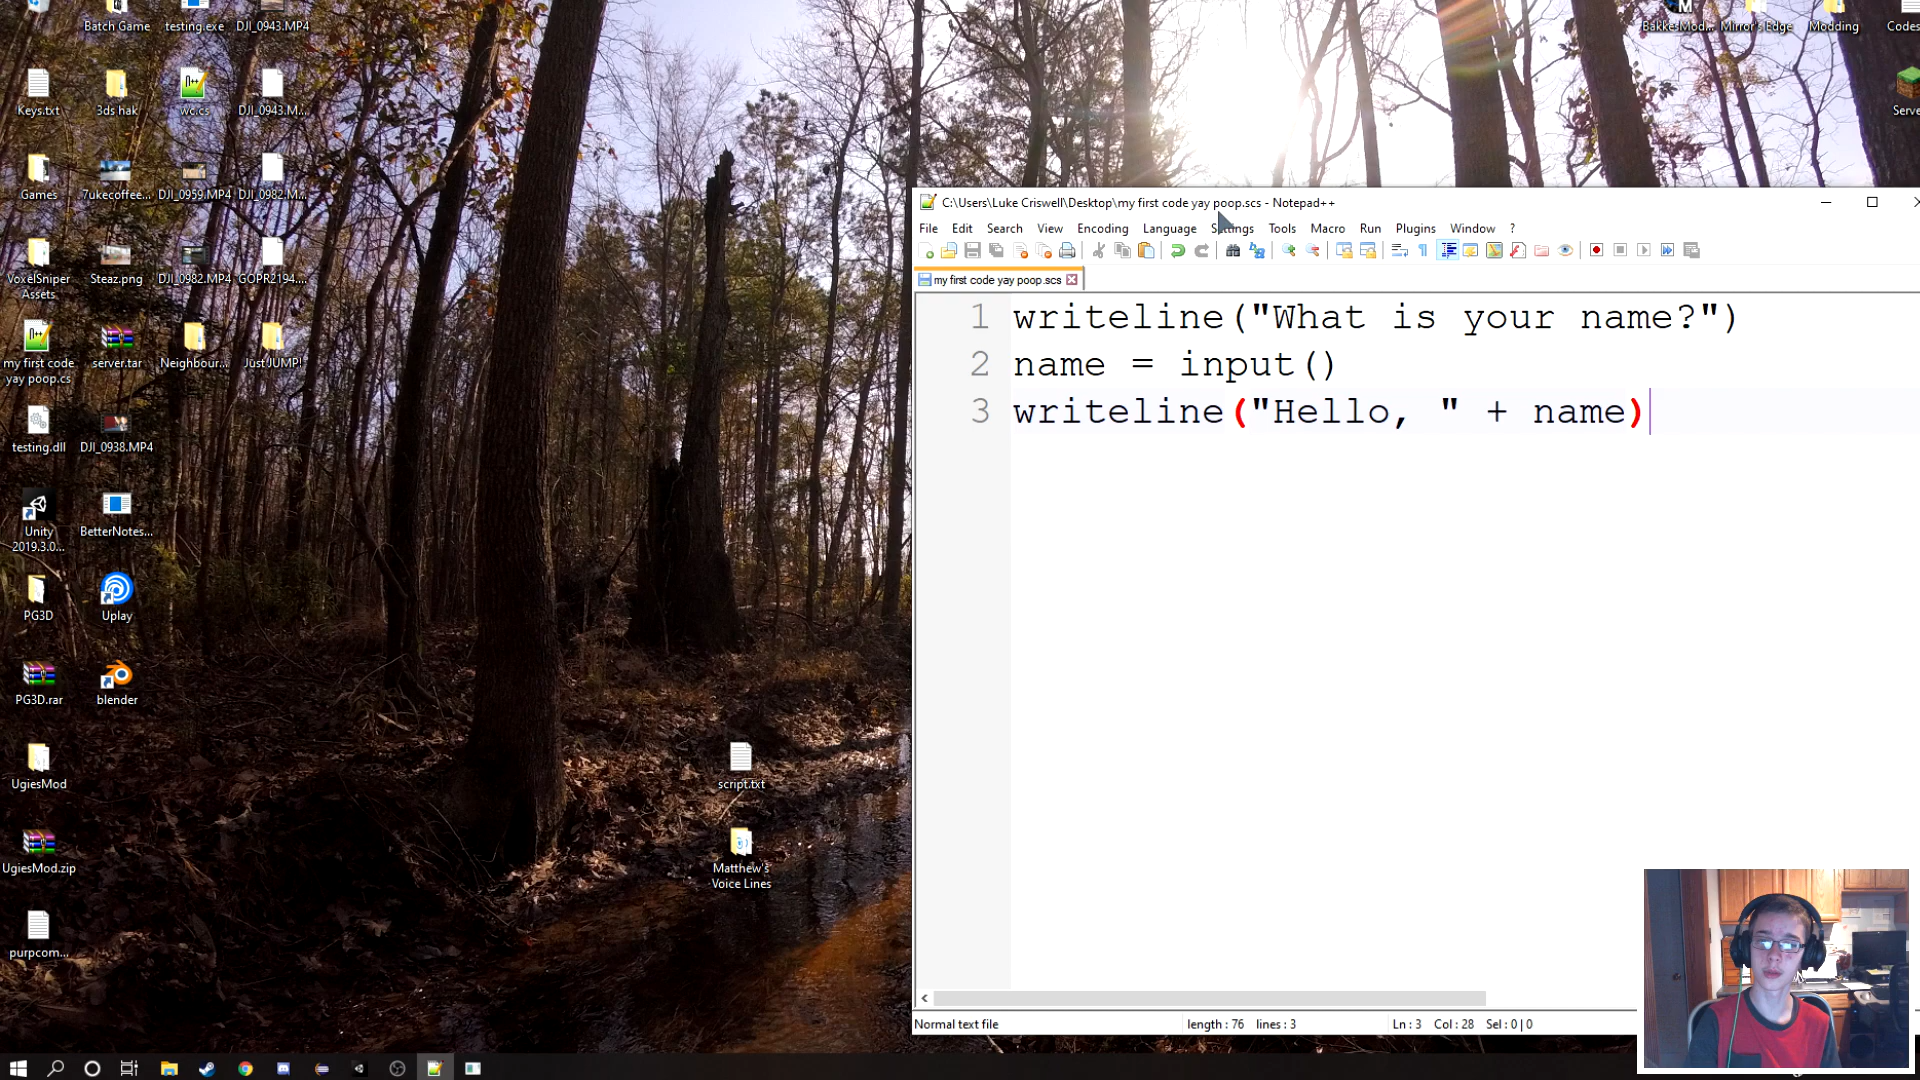 Batch Game
testing.exe
DJI_0943.MP4
BakkesMod...
Mirror's Edge
Modding
Codes
Keys.txt
3ds hak
wc.cs
DJI_0943.M...
Serve
Games
7ukecoffee...
DJI_0959.MP4
DJI_0982.M...
VoxelSniper
Assets
Steaz.png
DJI_0982.MP4
GOPR2194....
my first code
yay poop.cs
server.tar
Neighbour...
Just JUMP!
testing.dll
DJI_0938.MP4
Unity
2019.3.0...
BetterNotes...
PG3D
Uplay
PG3D.rar
blender
UgiesMod
script.txt
UgiesMod.zip
Matthew's
Voice Lines
purpcom...
C:\Users\Luke Criswell\Desktop\my first code yay poop.scs - Notepad++
File Edit Search View Encoding Language Settings Tools Macro Run Plugins Window ?
my first code yay poop.scs
1 writeline("What is your name?")
2 name = input()
3 writeline("Hello, " + name)
Normal text file length : 76 lines : 3 Ln : 3 Col : 28 Sel : 0 | 0